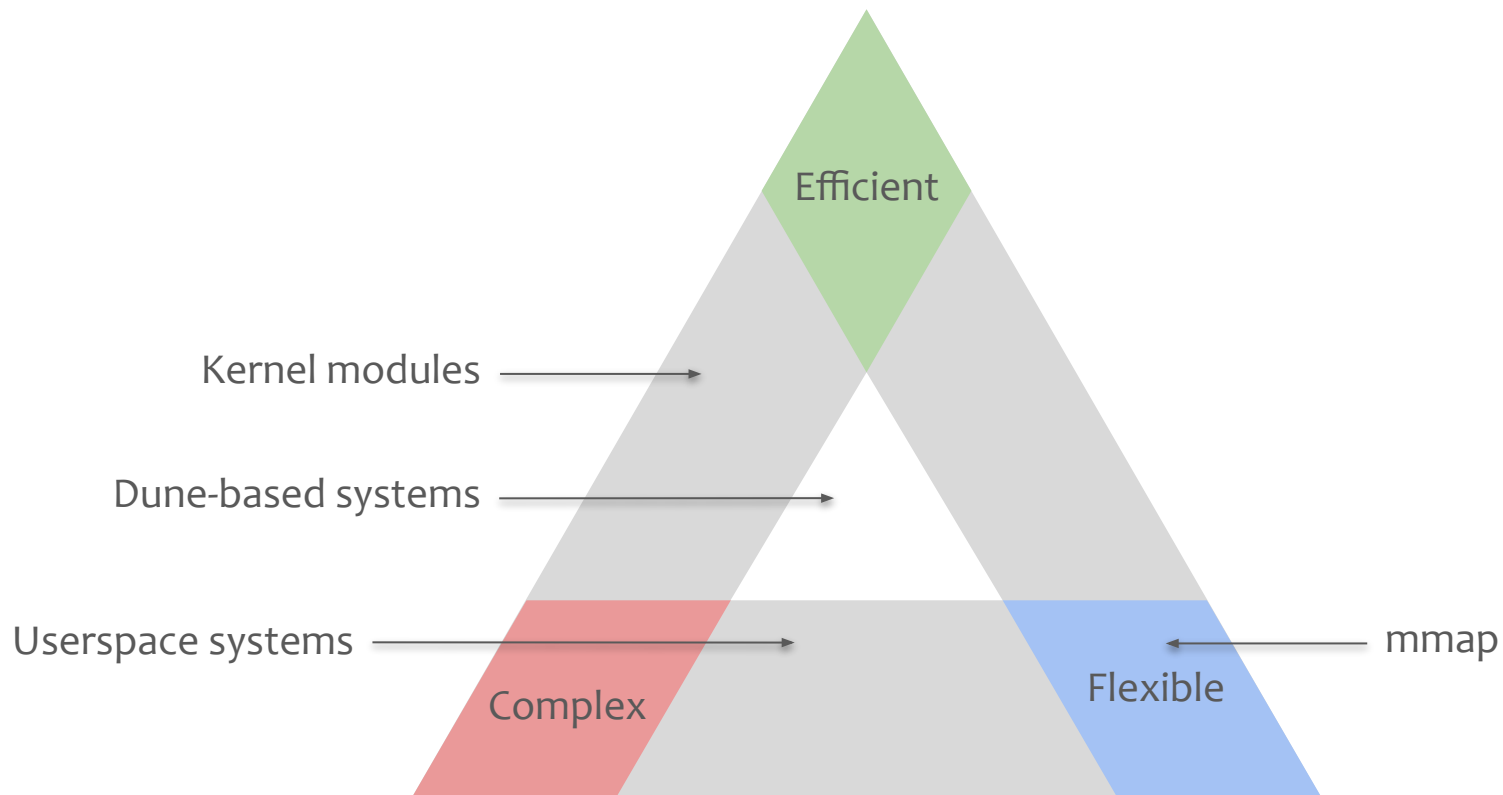 Efficient
Kernel modules
Dune-based systems
Userspace systems
mmap
Complex
Flexible